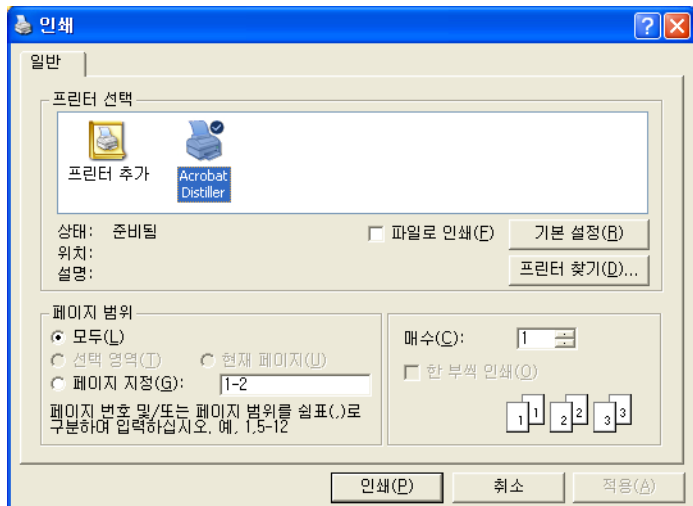 인쇄
일반
프린터 선택
프린터 추가
Acrobat
Distiller
상태: 준비됨
파일로 인쇄(F)
기본 설정(R)
위치:
설명:
프린터 찾기(D)...
페이지 범위
모두(L)
선택 영역(T) 현재 페이지(U)
페이지 지정(G): 1-2
페이지 번호 및/또는 페이지 범위를 쉼표(,)로
구분하여 입력하십시오. 예, 1,5-12
매수(C): 1
한 부씩 인쇄(O)
1 1 2 2 3 3
인쇄(P) 취소 적용(A)